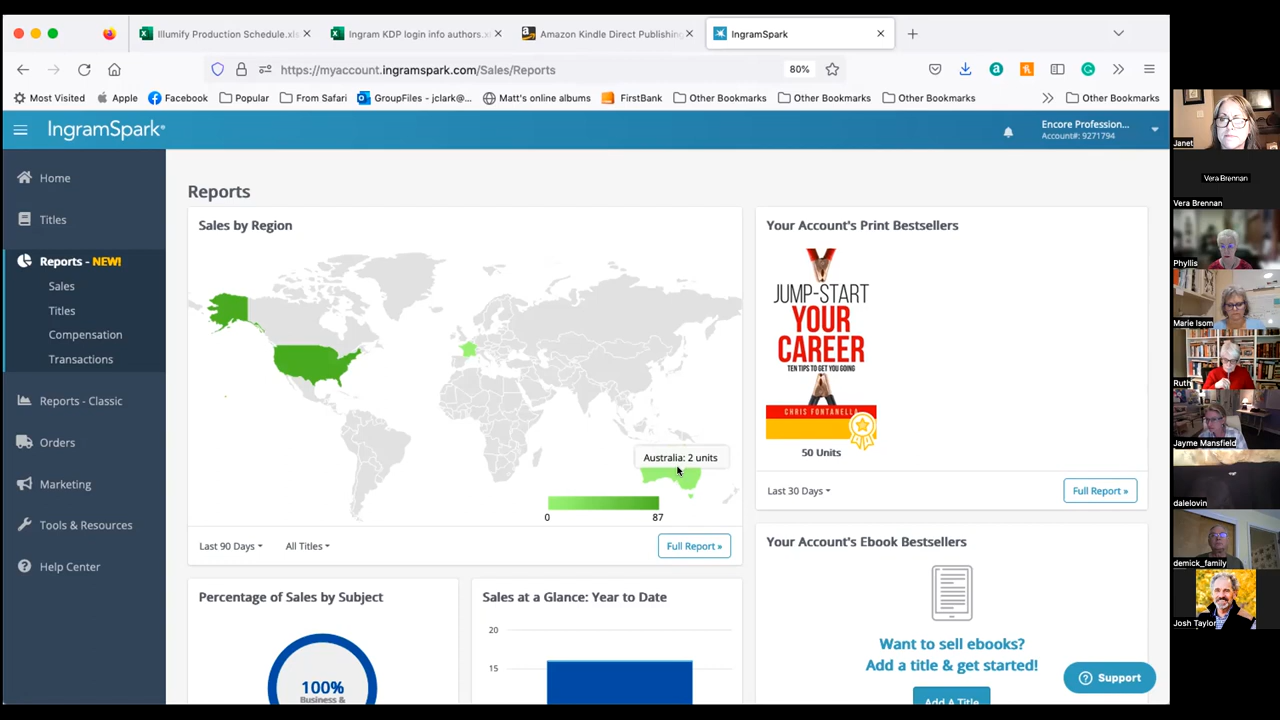 Illumify Production Schedule.xls
Ingram KDP login info authors.x
Amazon Kindle Direct Publishing
IngramSpark
https://myaccount.ingramspark.com/Sales/Reports
80%
Most Visited
Apple
Facebook
Popular
From Safari
GroupFiles - jclark@...
Matt's online albums
FirstBank
Other Bookmarks
Other Bookmarks
Other Bookmarks
IngramSpark®
Encore Profession...
Account#: 9271794
Home
Titles
Reports - NEW!
Sales
Titles
Compensation
Transactions
Reports - Classic
Orders
Marketing
Tools & Resources
Help Center
Reports
Sales by Region
Australia: 2 units
0
87
Last 90 Days
All Titles
Full Report »
Your Account's Print Bestsellers
JUMP-START
YOUR
CAREER
TEN TIPS TO GET YOU GOING
CHRIS FONTANELLA
50 Units
Last 30 Days
Full Report »
Percentage of Sales by Subject
100%
Business &
Sales at a Glance: Year to Date
20
15
Your Account's Ebook Bestsellers
Want to sell ebooks?
Add a title & get started!
Add A Title
Support
Janet
Vera Brennan
Vera Brennan
Phyllis
Marie Isom
Ruth
Jayme Mansfield
dalelovin
demick_family
Josh Taylor